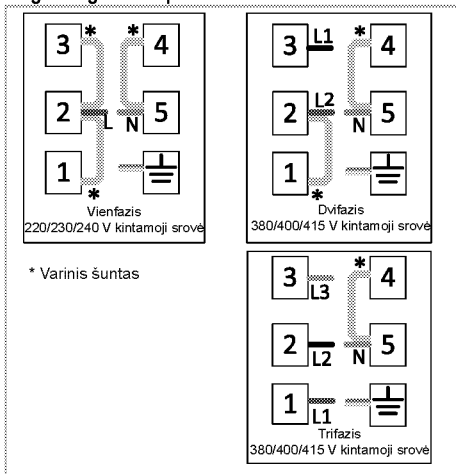 3 * * 4
2 L N 5
1 *
Vienfazis
220/230/240 V kintamoji srovė
3 L1 * 4
2 L2 N 5
1 *
Dvifazis
380/400/415 V kintamoji srovė
* Varinis šuntas
3 L3 * 4
2 L2 N 5
1 L1
Trifazis
380/400/415 V kintamoji srovė